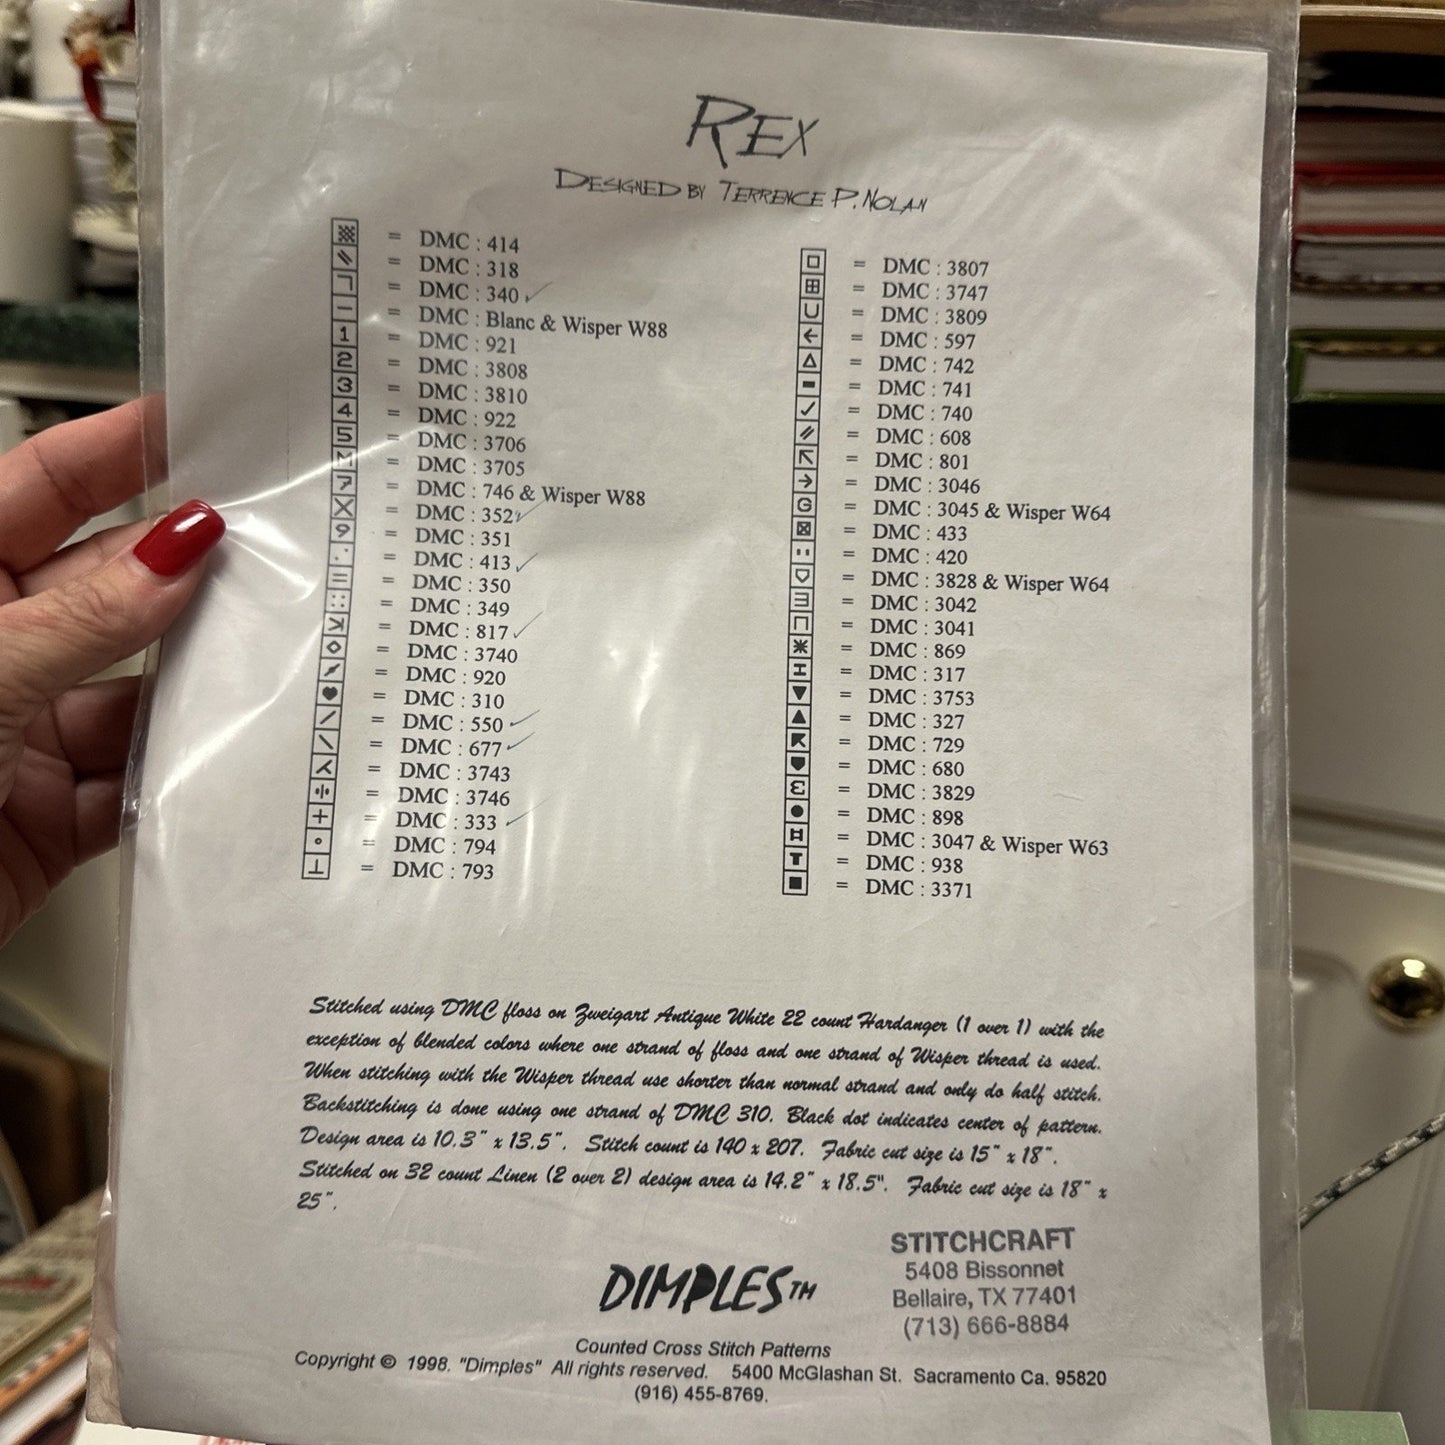 REX
DESIGNED BY TERRENCE P. NOLAN
= DMC : 414
= DMC : 318
= DMC : 340
= DMC : Blanc & Wisper W88
1 = DMC : 921
2 = DMC : 3808
3 = DMC : 3810
4 = DMC : 922
5 = DMC : 3706
M = DMC : 3705
7 = DMC : 746 & Wisper W88
X = DMC : 352
9 = DMC : 351
= DMC : 413
= DMC : 350
= DMC : 349
= DMC : 817
= DMC : 3740
= DMC : 920
= DMC : 310
= DMC : 550
= DMC : 677
= DMC : 3743
= DMC : 3746
+ = DMC : 333
= DMC : 794
= DMC : 793
= DMC : 3807
= DMC : 3747
U = DMC : 3809
← = DMC : 597
= DMC : 742
= DMC : 741
✓ = DMC : 740
= DMC : 608
= DMC : 801
→ = DMC : 3046
G = DMC : 3045 & Wisper W64
= DMC : 433
= DMC : 420
= DMC : 3828 & Wisper W64
= DMC : 3042
= DMC : 3041
= DMC : 869
I = DMC : 317
= DMC : 3753
= DMC : 327
= DMC : 729
= DMC : 680
ε = DMC : 3829
= DMC : 898
= DMC : 3047 & Wisper W63
T = DMC : 938
= DMC : 3371
Stitched using DMC floss on Zweigart Antique White 22 count Hardanger (1 over 1) with the
exception of blended colors where one strand of floss and one strand of Wisper thread is used.
When stitching with the Wisper thread use shorter than normal strand and only do half stitch.
Backstitching is done using one strand of DMC 310. Black dot indicates center of pattern.
Design area is 10.3" x 13.5". Stitch count is 140 x 207. Fabric cut size is 15" x 18".
Stitched on 32 count Linen (2 over 2) design area is 14.2" x 18.5". Fabric cut size is 18" x
25".
STITCHCRAFT
5408 Bissonnet
Bellaire, TX 77401
(713) 666-8884
DIMPLES™
Counted Cross Stitch Patterns
Copyright © 1998. "Dimples" All rights reserved. 5400 McGlashan St. Sacramento Ca. 95820
(916) 455-8769.